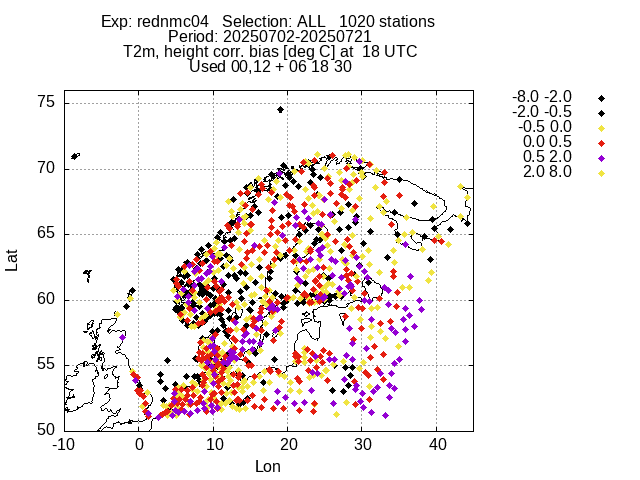 Exp: rednmc04   Selection: ALL   1020 stations
Period: 20250702-20250721
T2m, height corr. bias [deg C] at  18 UTC
Used 00,12 + 06 18 30
-8.0 -2.0
-2.0 -0.5
-0.5 0.0
0.0 0.5
0.5 2.0
2.0 8.0
75
70
65
60
55
50
Lat
-10 0 10 20 30 40
Lon